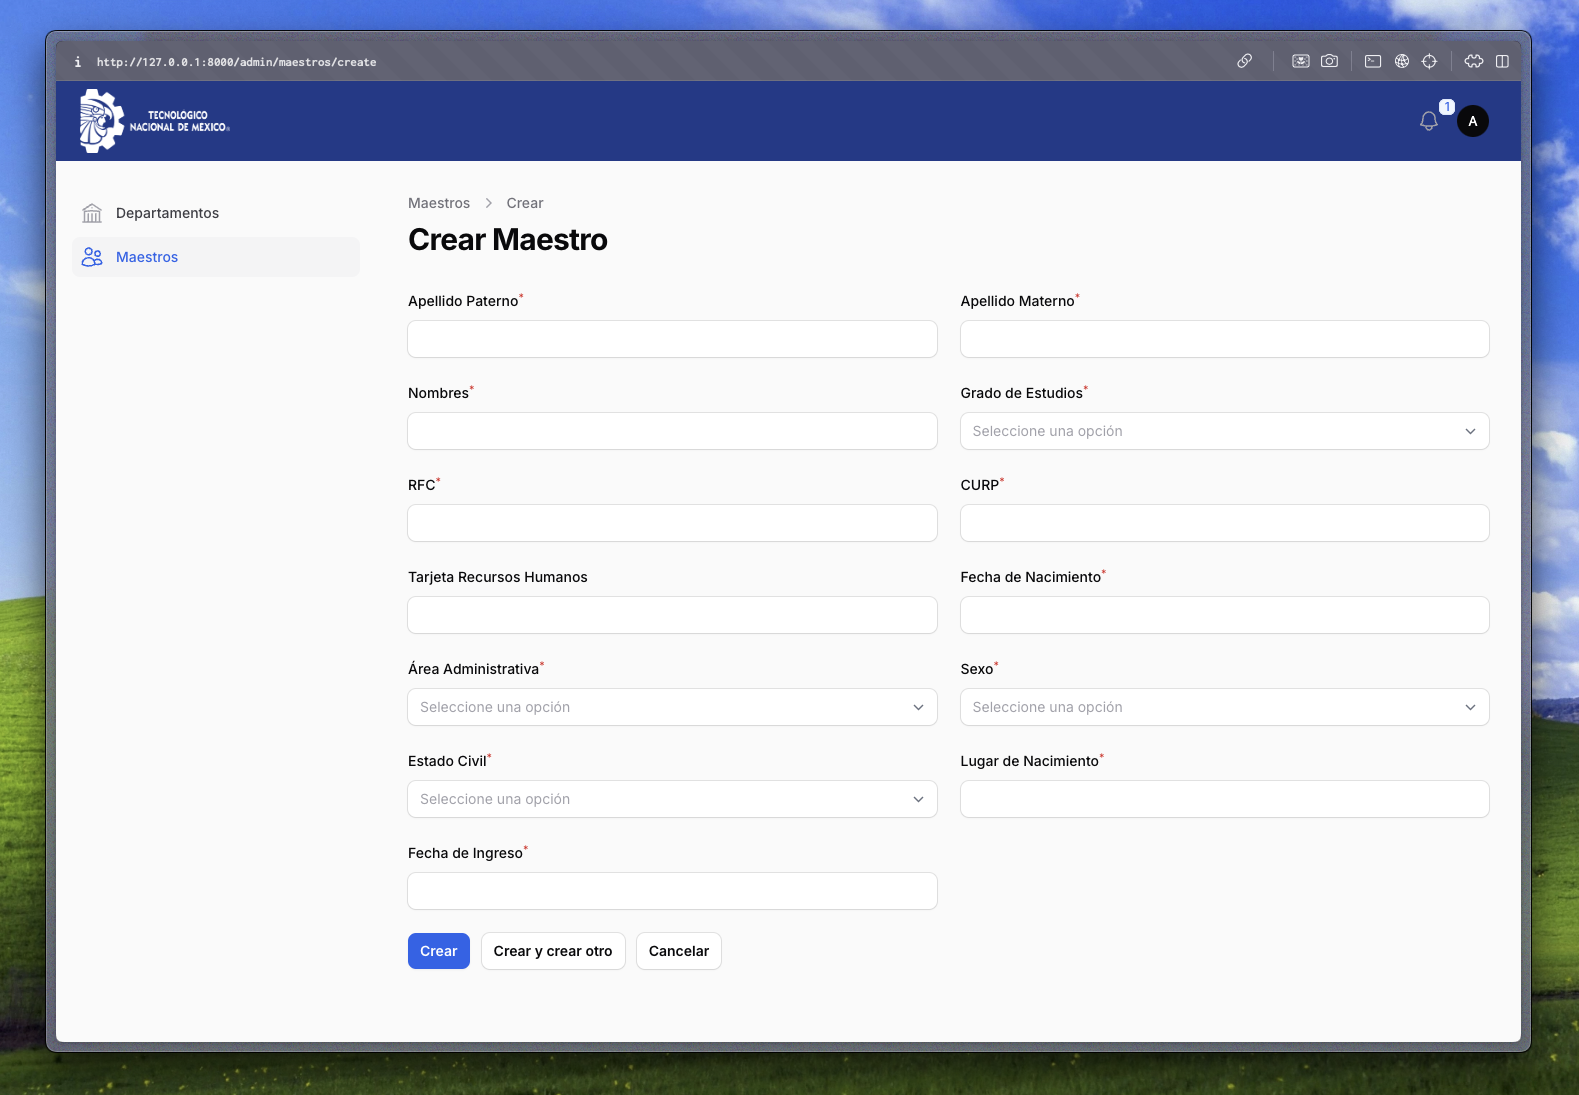 http://127.0.0.1:8000/admin/maestros/create
TECNOLÓGICO
NACIONAL DE MÉXICO®
1
A
Departamentos
Maestros
Maestros > Crear
Crear Maestro
Apellido Paterno*
Apellido Materno*
Nombres*
Grado de Estudios*
Seleccione una opción
RFC*
CURP*
Tarjeta Recursos Humanos
Fecha de Nacimiento*
Área Administrativa*
Sexo*
Seleccione una opción
Seleccione una opción
Estado Civil*
Lugar de Nacimiento*
Seleccione una opción
Fecha de Ingreso*
Crear
Crear y crear otro
Cancelar